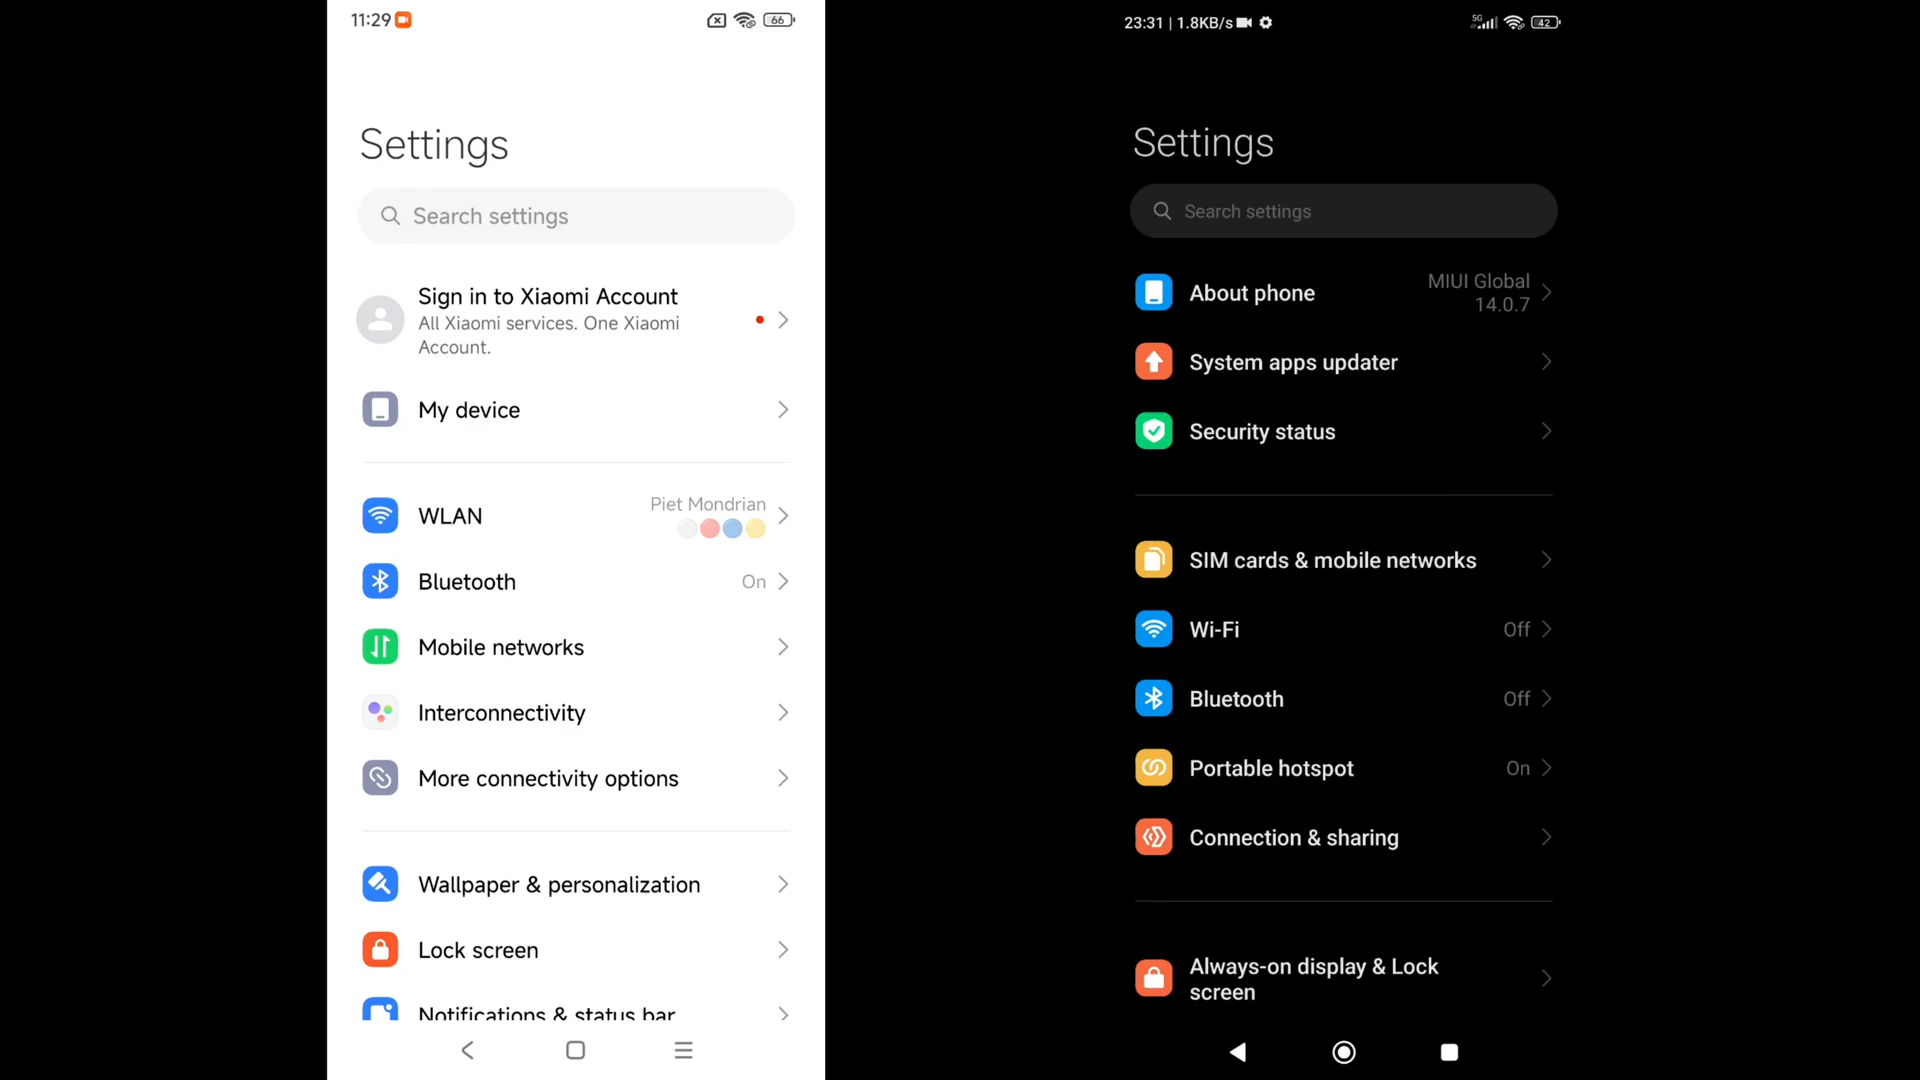 11:29
66
Settings
Search settings
Sign in to Xiaomi Account
All Xiaomi services. One Xiaomi
Account.
My device
WLAN
Piet Mondrian
Bluetooth
On
Mobile networks
Interconnectivity
More connectivity options
Wallpaper & personalization
Lock screen
Notifications & status bar
23:31 | 1.8KB/s
5G
42
Settings
Search settings
About phone
MIUI Global
14.0.7
System apps updater
Security status
SIM cards & mobile networks
Wi-Fi
Off
Bluetooth
Off
Portable hotspot
On
Connection & sharing
Always-on display & Lock
screen